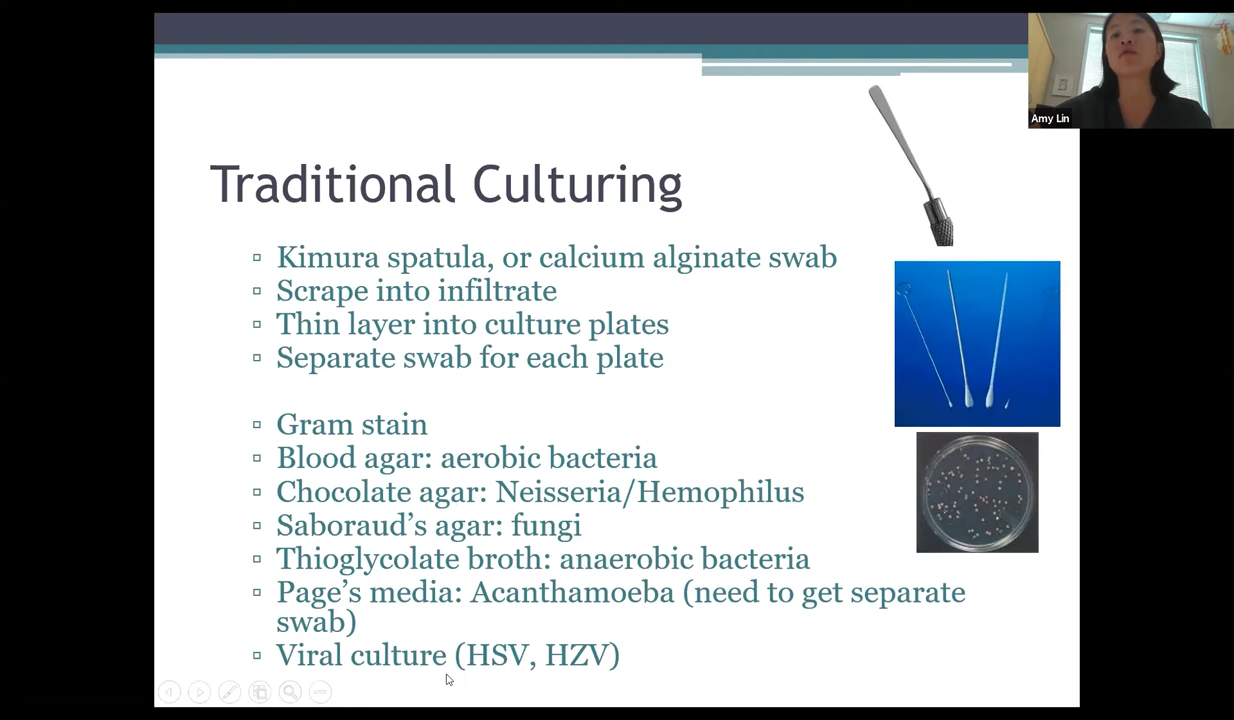 Amy Lin
Traditional Culturing
Kimura spatula, or calcium alginate swab
Scrape into infiltrate
Thin layer into culture plates
Separate swab for each plate
Gram stain
Blood agar: aerobic bacteria
Chocolate agar: Neisseria/Hemophilus
Saboraud’s agar: fungi
Thioglycolate broth: anaerobic bacteria
Page’s media: Acanthamoeba (need to get separate
swab)
Viral culture (HSV, HZV)